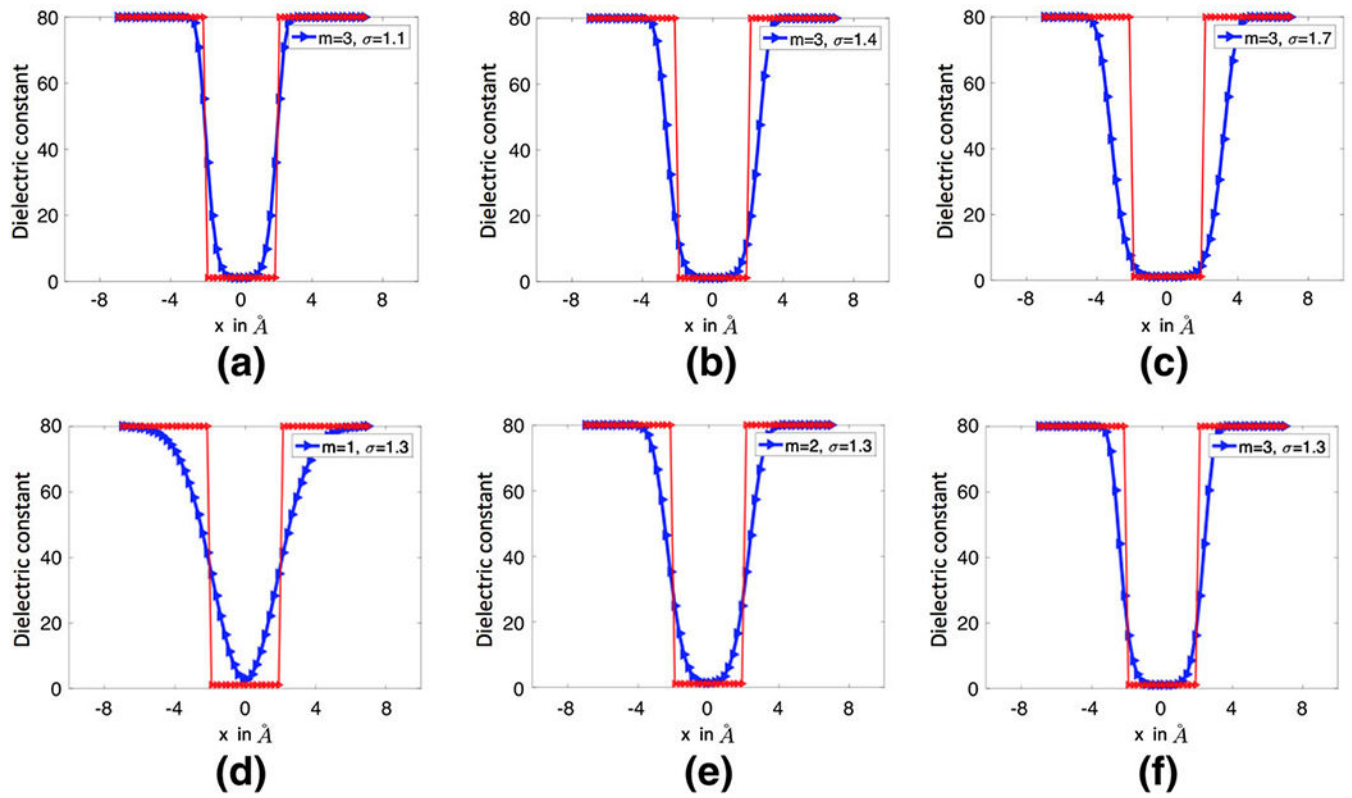 80
60
40
20
0
Dielectric constant
m=3, σ=1.1
-8 -4 0 4 8
x in Å
(a)
80
60
40
20
0
Dielectric constant
m=3, σ=1.4
-8 -4 0 4 8
x in Å
(b)
80
60
40
20
0
Dielectric constant
m=3, σ=1.7
-8 -4 0 4 8
x in Å
(c)
80
60
40
20
0
Dielectric constant
m=1, σ=1.3
-8 -4 0 4 8
x in Å
(d)
80
60
40
20
0
Dielectric constant
m=2, σ=1.3
-8 -4 0 4 8
x in Å
(e)
80
60
40
20
0
Dielectric constant
m=3, σ=1.3
-8 -4 0 4 8
x in Å
(f)